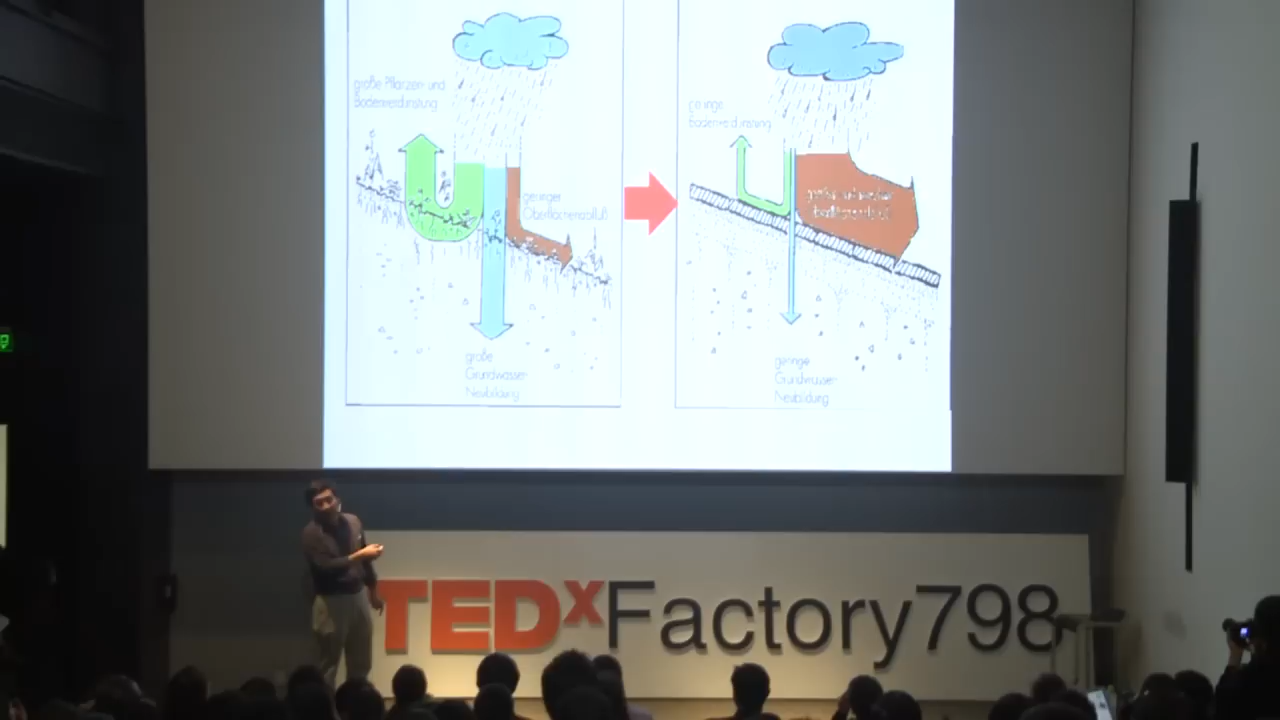 große Pflanzen- und
Bodenverdunstung
geringer
Oberflächenabfluß
große
Grundwasser-
Neubildung
geringe
Bodenverdunstung
geringe
Grundwasser-
Neubildung
TEDxFactory798